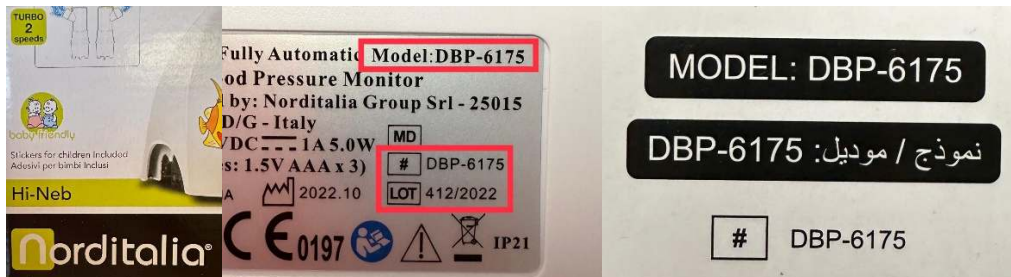 TURBO
2
speeds
baby friendly
Stickers for children Included
Adesivi per bimbi Inclusi
Hi-Neb
Norditalia®
Fully Automatic Model:DBP-6175
od Pressure Monitor
by: Norditalia Group Srl - 25015
D/G - Italy
VDC 1A 5.0W
MD
s: 1.5V AAA x 3)
# DBP-6175
A 2022.10 LOT 412/2022
CE 0197 IP21
MODEL: DBP-6175
نموذج / موديل: DBP-6175
# DBP-6175